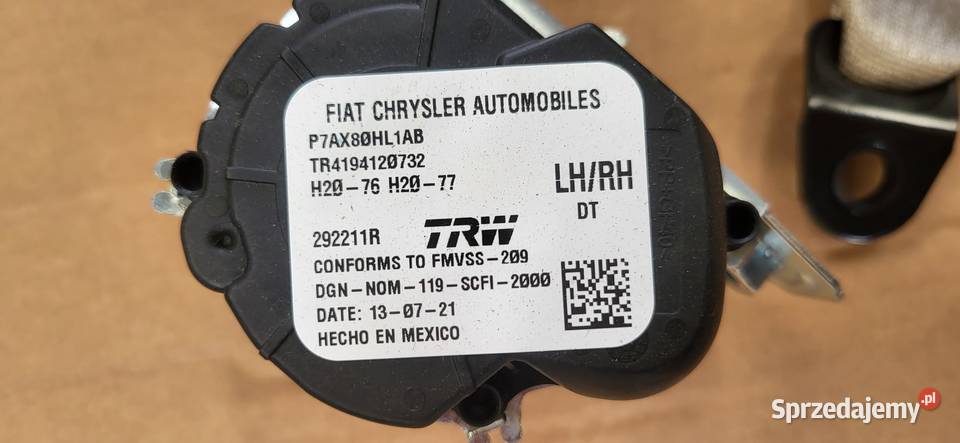 FIAT CHRYSLER AUTOMOBILES
P7AX80HL1AB
TR4194120732
H20-76 H20-77
LH/RH
DT
292211R
TRW
CONFORMS TO FMVSS-209
DGN-NOM-119-SCFI-2000
DATE: 13-07-21
HECHO EN MEXICO
Sprzedajemy.pl